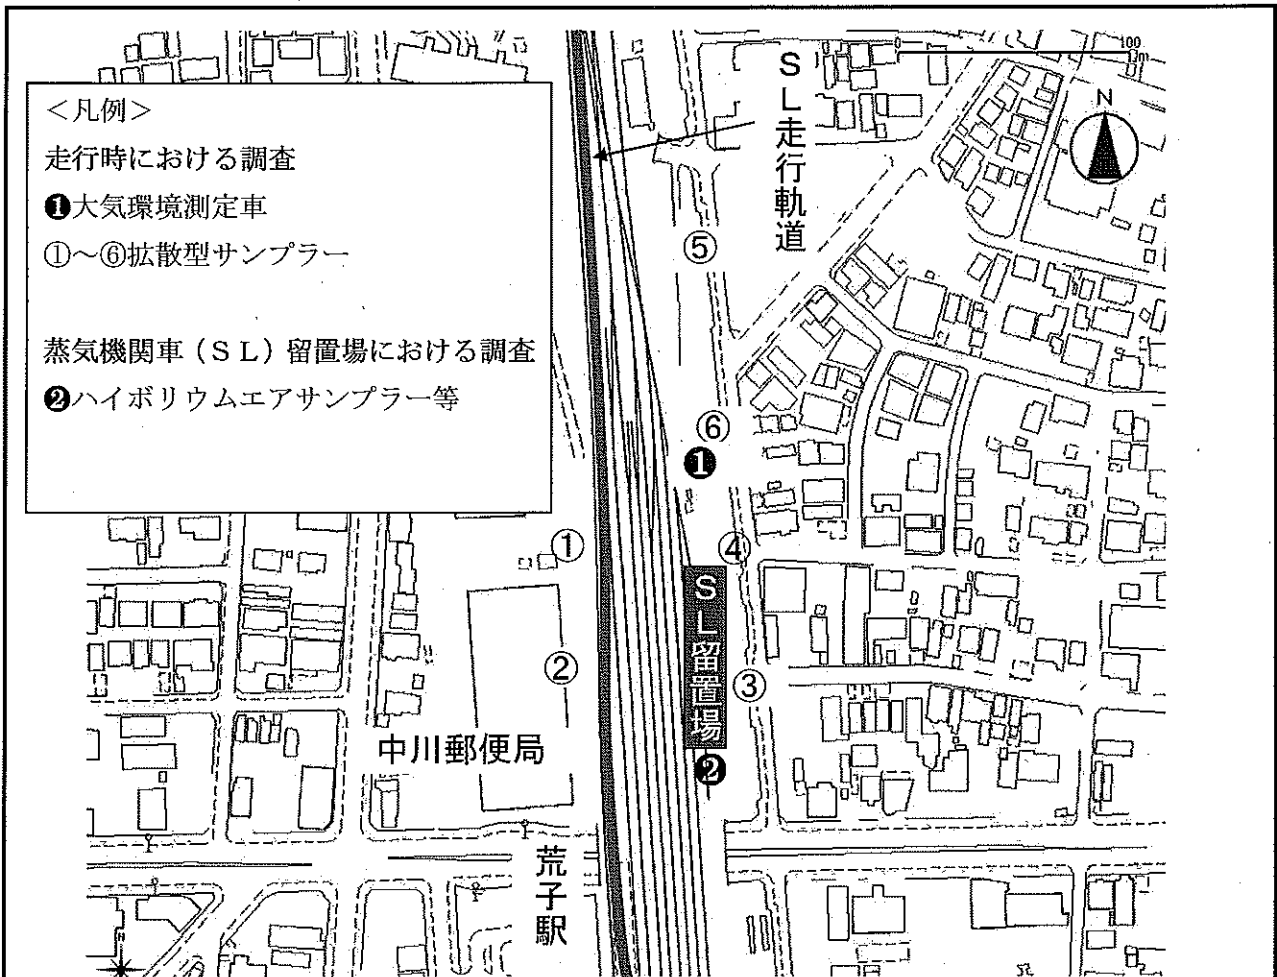 <凡例>
走行時における調査
❶大気環境測定車
①～⑥拡散型サンプラー
蒸気機関車（SL）留置場における調査
❷ハイボリウムエアサンプラー等
SL走行軌道
0
100
m
N
⑤
⑥
❶
①
④
SL留置場
②
③
中川郵便局
❷
荒子駅